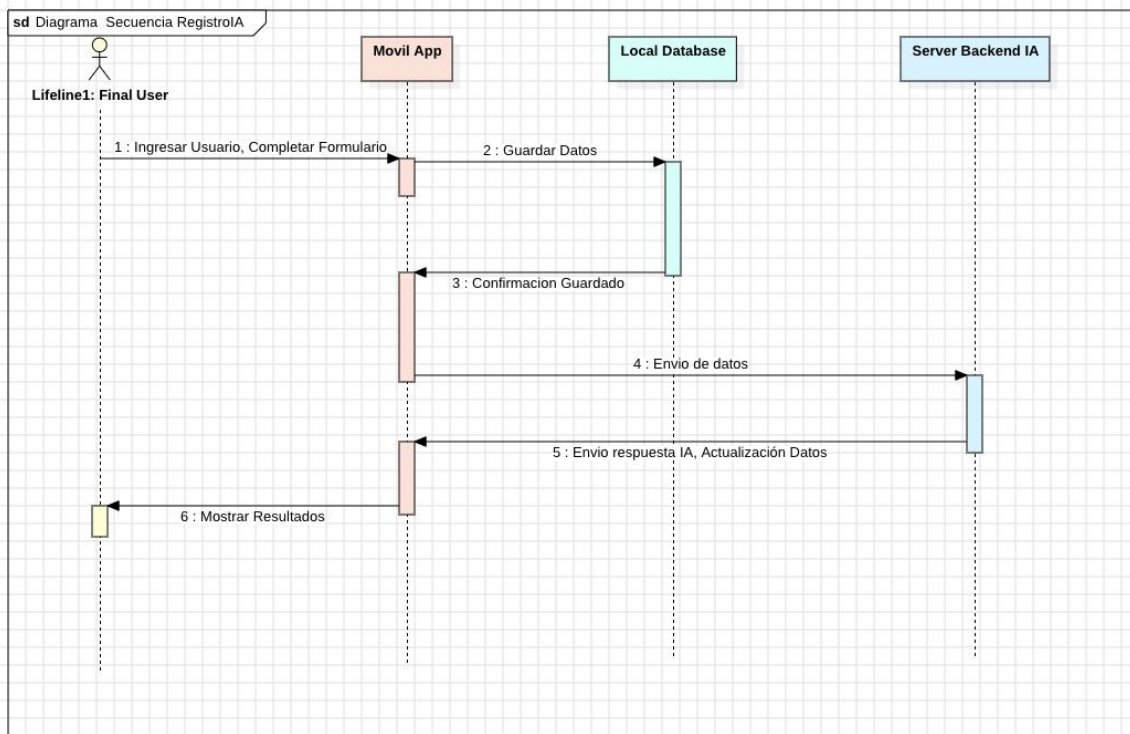 sd Diagrama Secuencia RegistroIA
Movil App
Local Database
Server Backend IA
Lifeline1: Final User
1 : Ingresar Usuario, Completar Formulario
2 : Guardar Datos
3 : Confirmacion Guardado
4 : Envio de datos
5 : Envio respuesta IA, Actualización Datos
6 : Mostrar Resultados